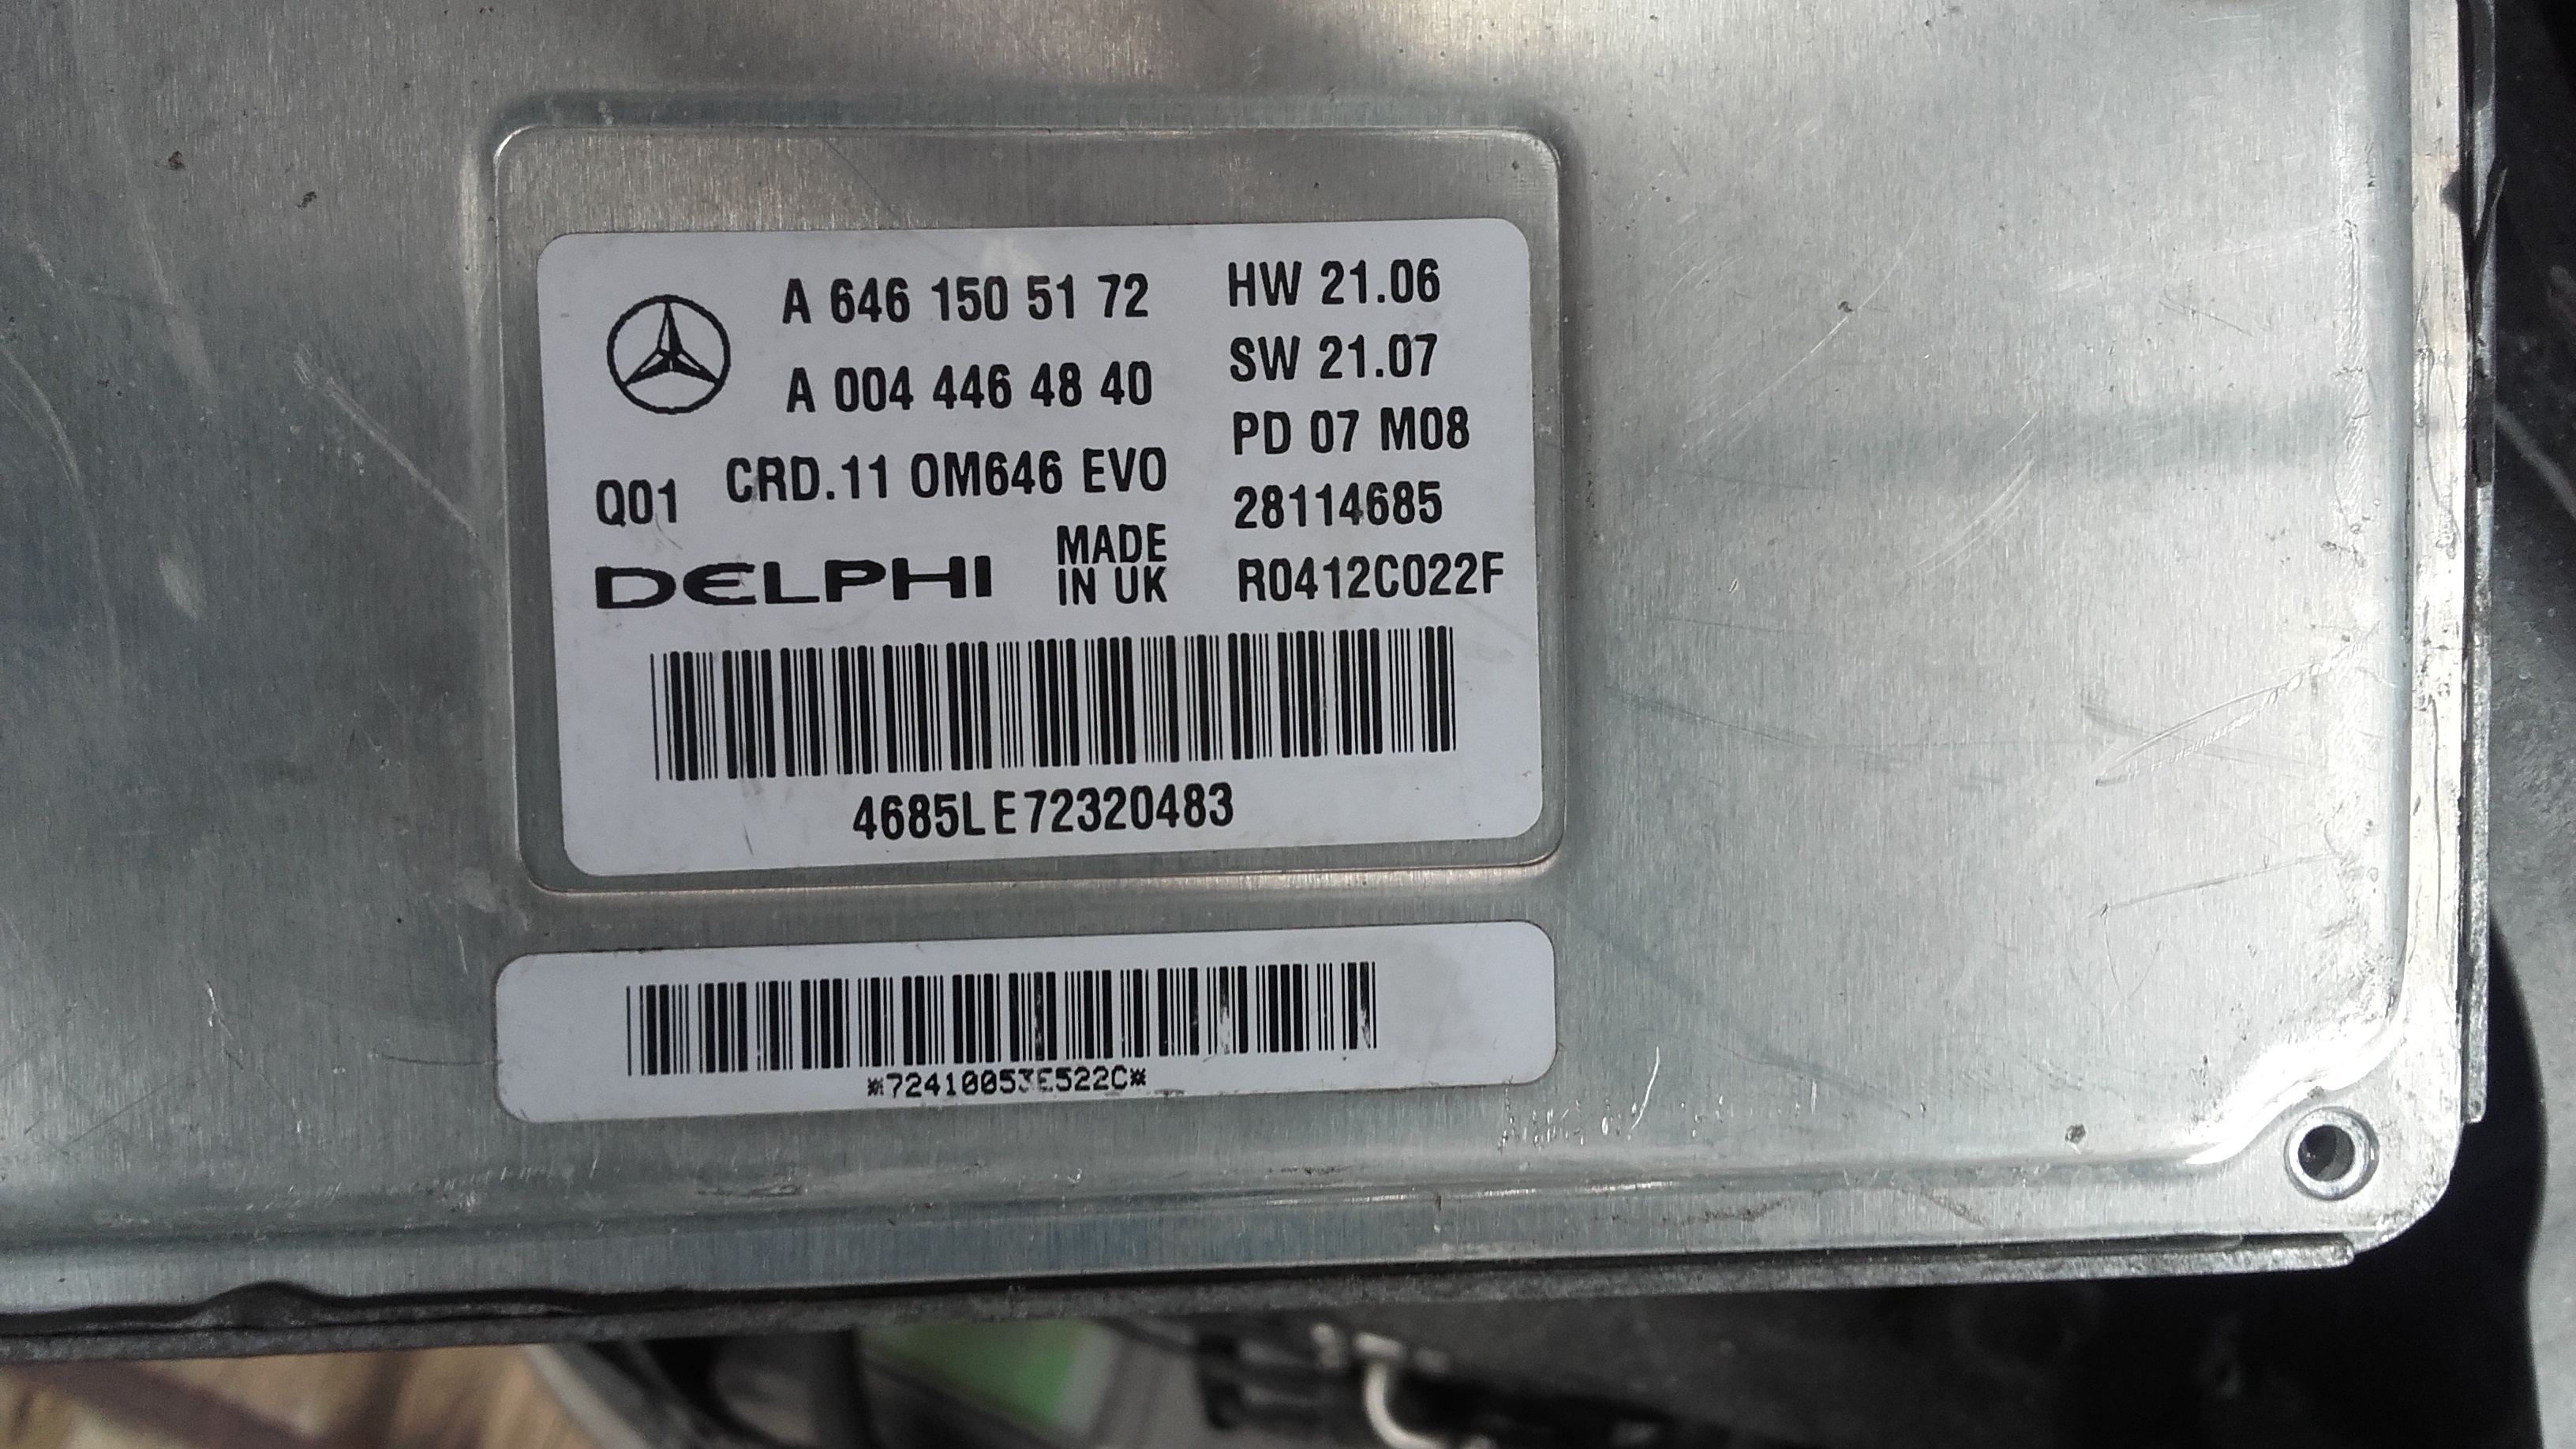 A 646 150 51 72
A 004 446 48 40
Q01 CRD.11 OM646 EVO
DELPHI MADE IN UK
HW 21.06
SW 21.07
PD 07 M08
28114685
R0412C022F
4685LE72320483
*72410053E522C*